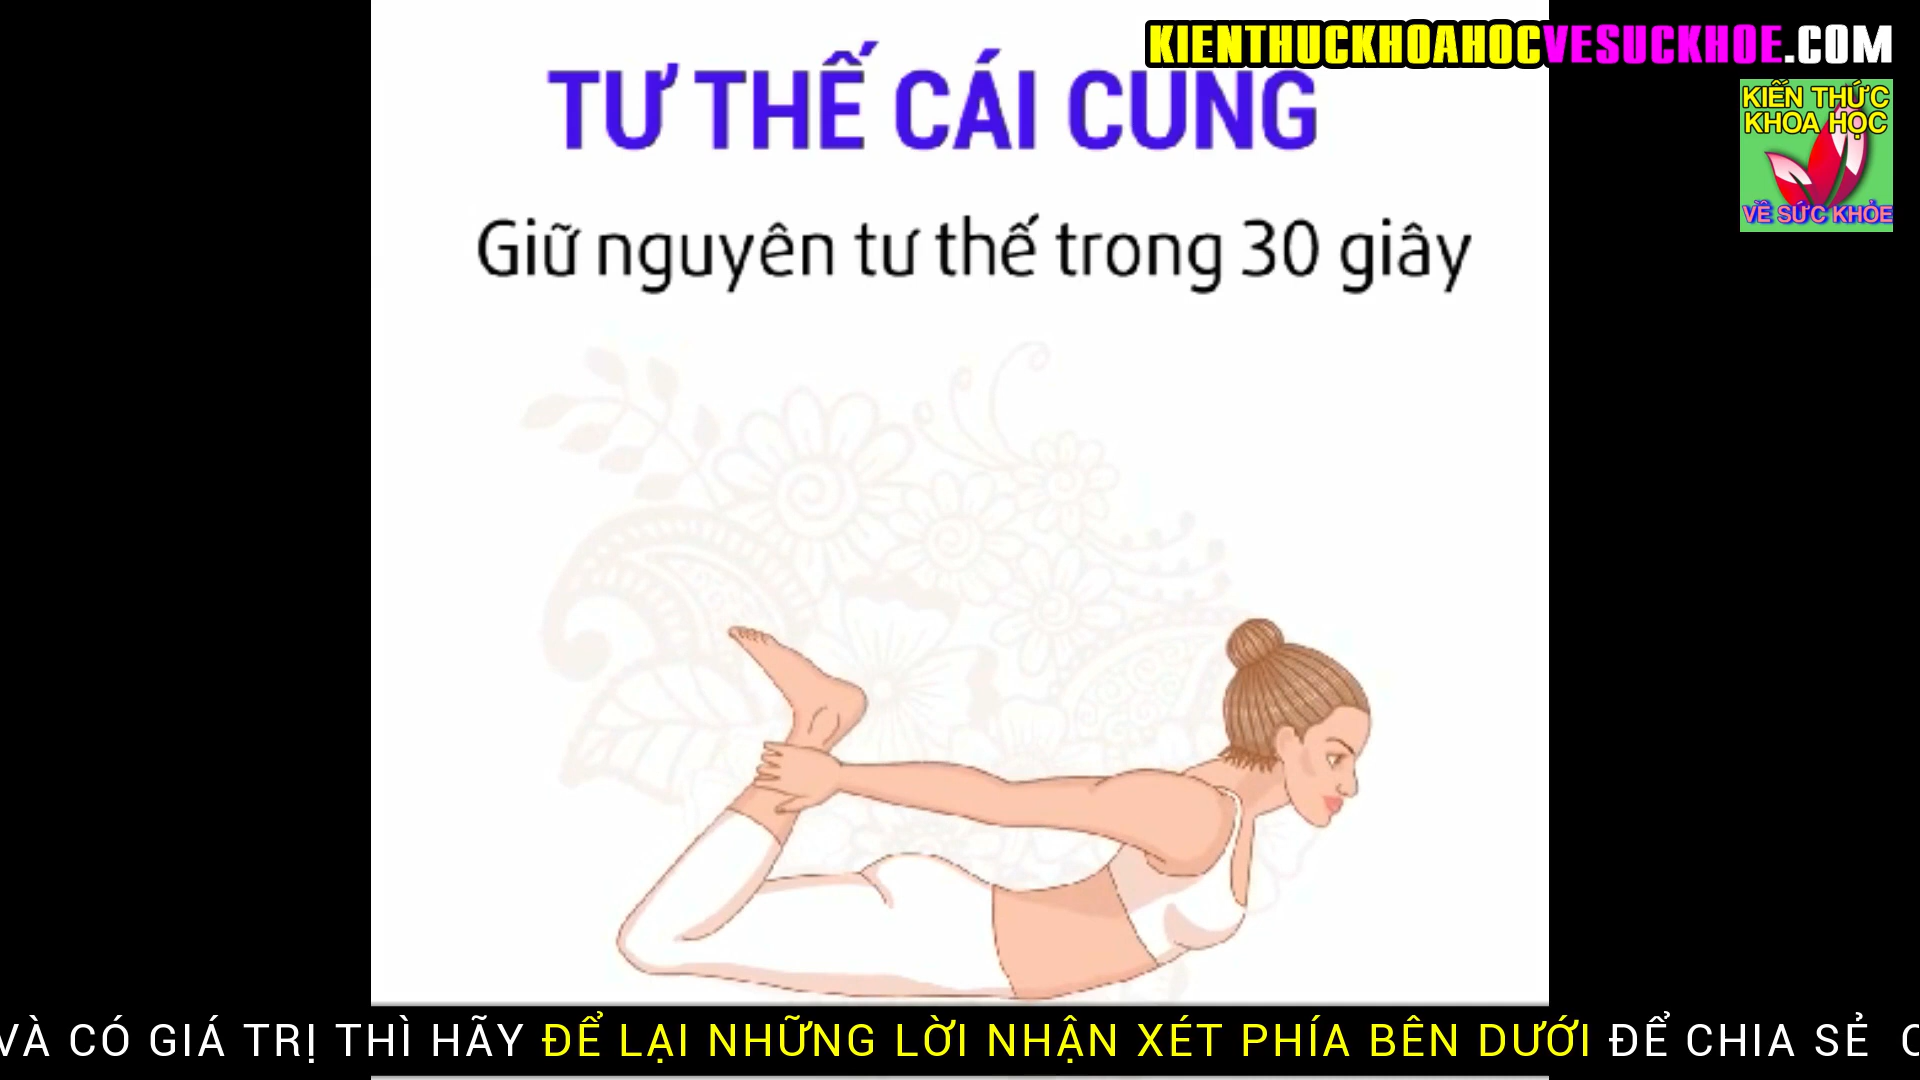 KIENTHUCKHOAHOCVESUCKHOE.COM
TƯ THẾ CÁI CUNG
KIẾN THỨC
KHOA HỌC
VỀ SỨC KHỎE
Giữ nguyên tư thế trong 30 giây
VÀ CÓ GIÁ TRỊ THÌ HÃY ĐỂ LẠI NHỮNG LỜI NHẬN XÉT PHÍA BÊN DƯỚI ĐỂ CHIA SẺ